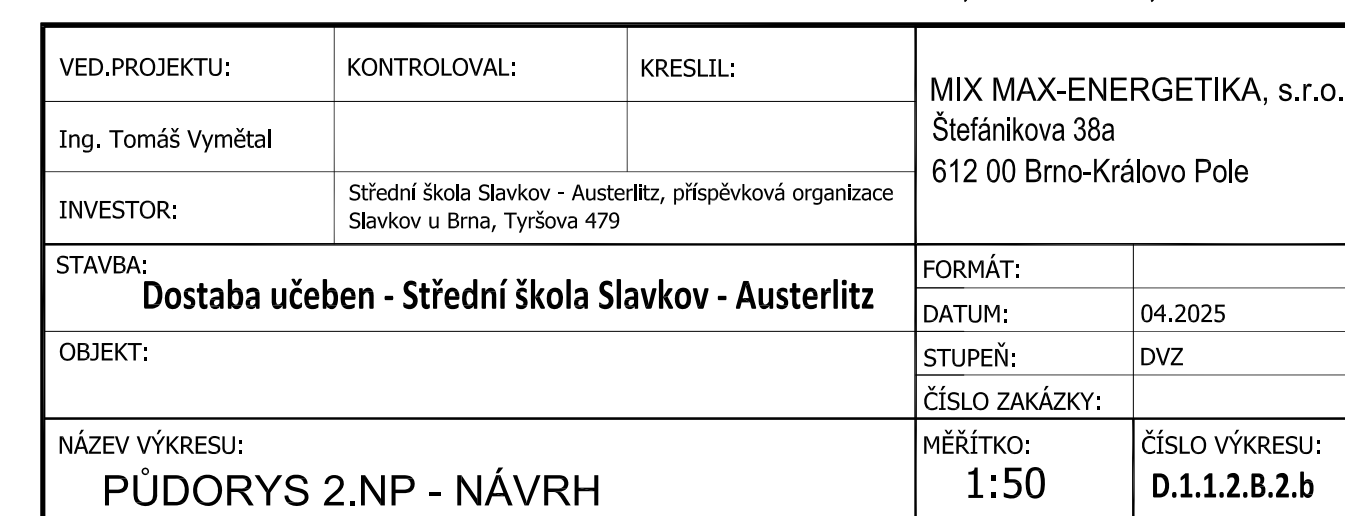 VED.PROJEKTU:
KONTROLOVAL:
KRESLIL:
Ing. Tomáš Vymětal
INVESTOR:
Střední škola Slavkov - Austerlitz, příspěvková organizace
Slavkov u Brna, Tyršova 479
MIX MAX-ENERGETIKA, s.r.o.
Štefánikova 38a
612 00 Brno-Královo Pole
STAVBA:
Dostaba učeben - Střední škola Slavkov - Austerlitz
OBJEKT:
FORMÁT:
DATUM: 04.2025
STUPEŇ: DVZ
ČÍSLO ZAKÁZKY:
NÁZEV VÝKRESU:
PŮDORYS 2.NP - NÁVRH
MĚŘÍTKO:
1:50
ČÍSLO VÝKRESU:
D.1.1.2.B.2.b